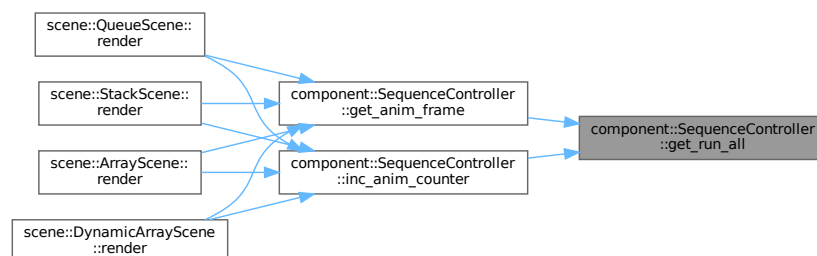 scene::QueueScene::
render
scene::StackScene::
render
scene::ArrayScene::
render
scene::DynamicArrayScene
::render
component::SequenceController
::get_anim_frame
component::SequenceController
::inc_anim_counter
component::SequenceController
::get_run_all